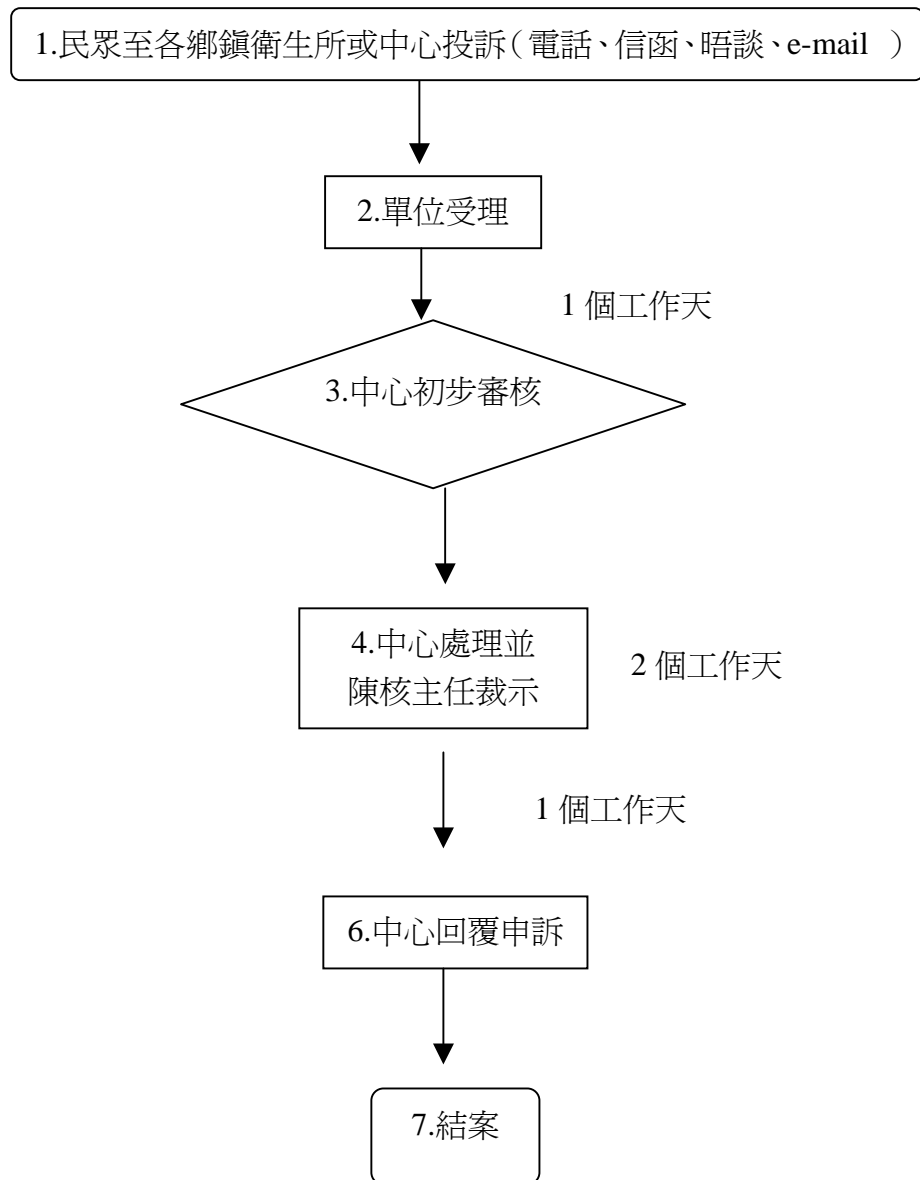 1.民眾至各鄉鎮衛生所或中心投訴（電話、信函、晤談、e-mail ）
2.單位受理
1 個工作天
3.中心初步審核
4.中心處理並
陳核主任裁示
2 個工作天
1 個工作天
6.中心回覆申訴
7.結案